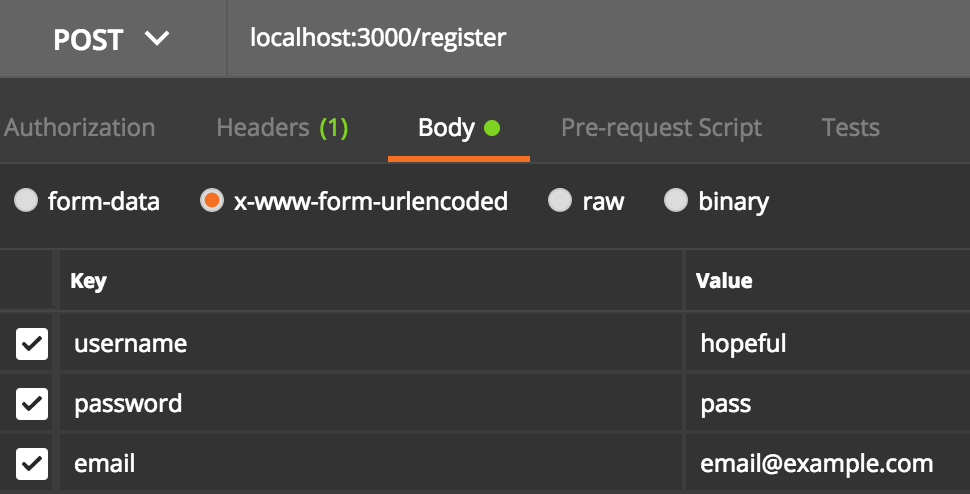 POST localhost:3000/register
Authorization Headers (1) Body Pre-request Script Tests
form-data x-www-form-urlencoded raw binary
Key Value
username hopeful
password pass
email email@example.com